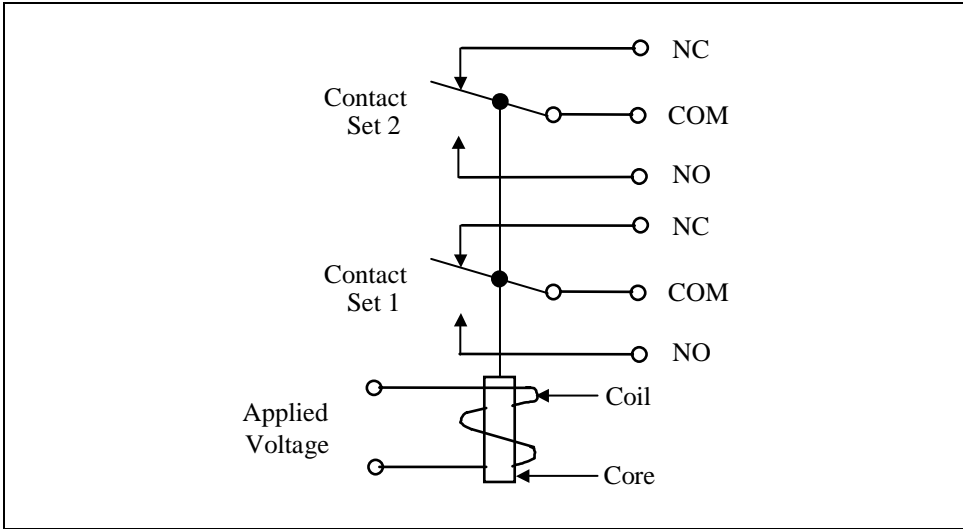 NC
Contact
Set 2
COM
NO
NC
Contact
Set 1
COM
NO
Coil
Applied
Voltage
Core